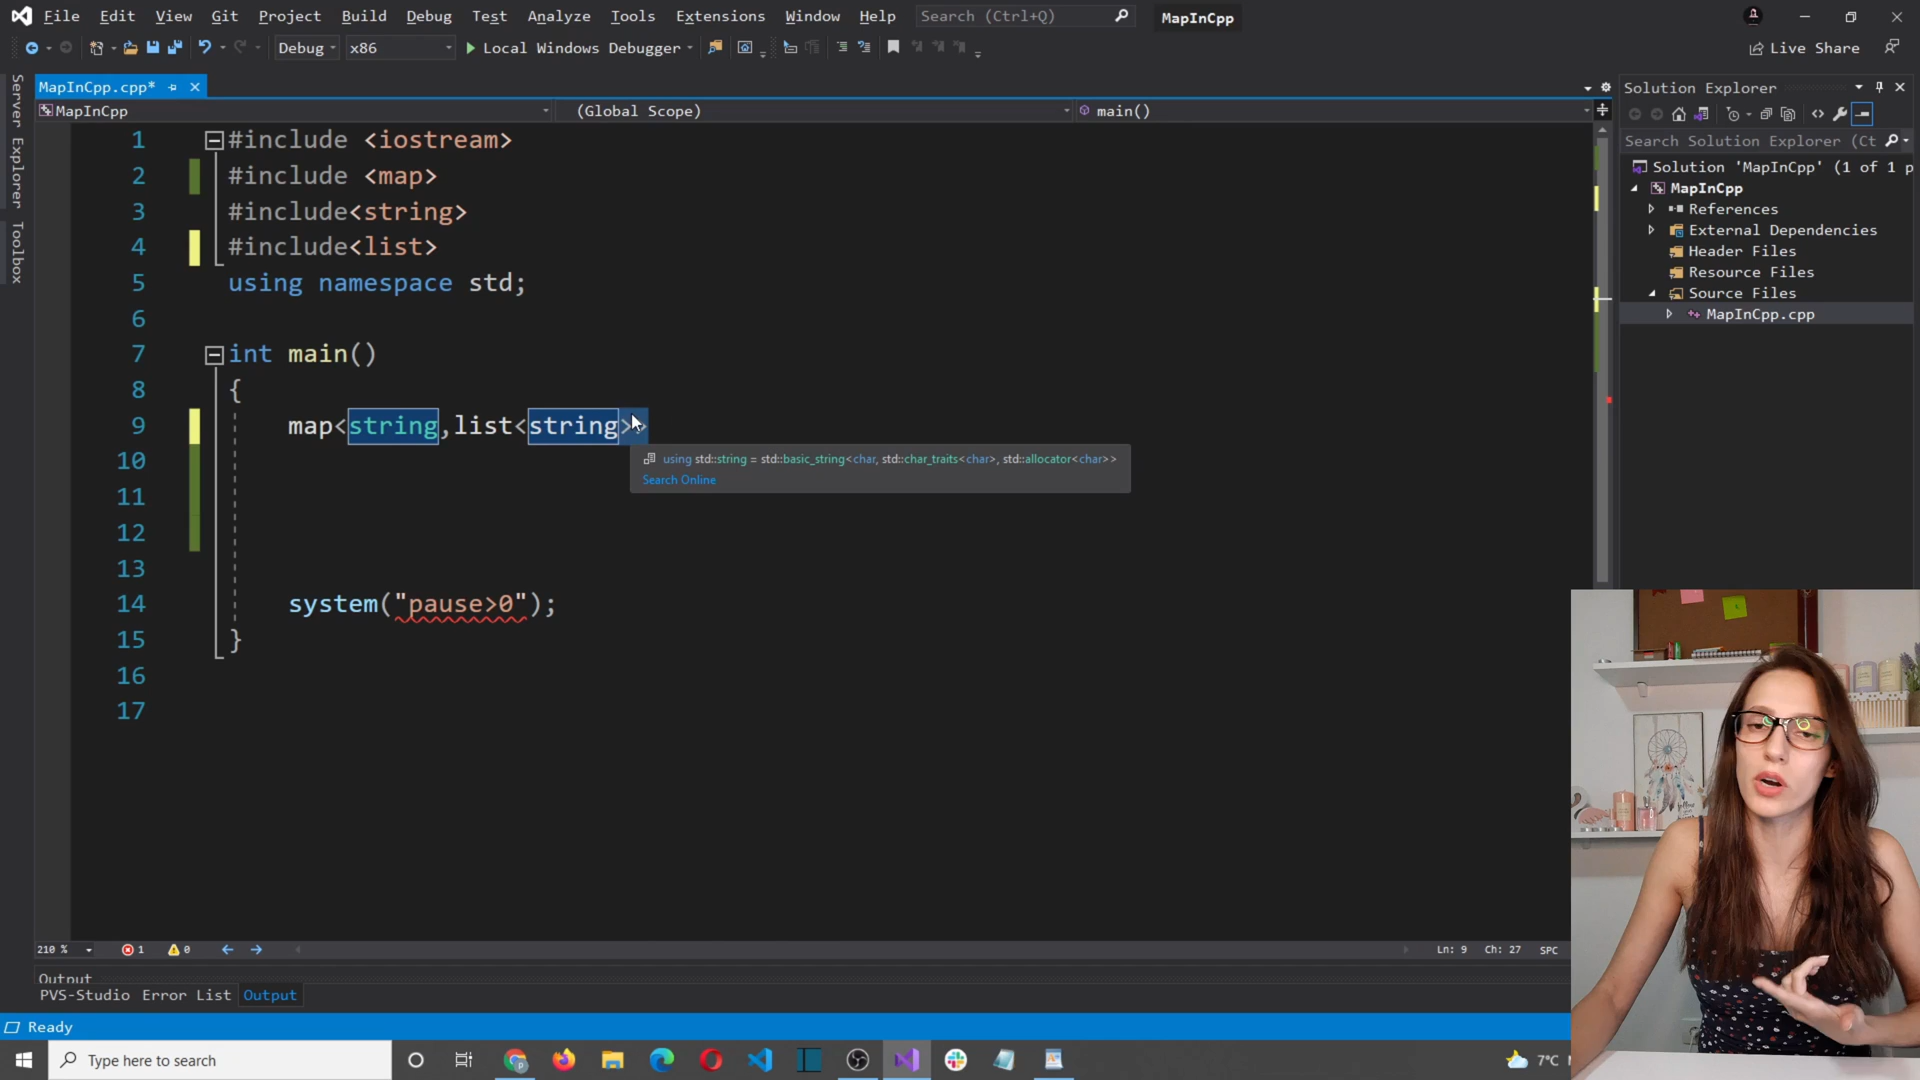 File Edit View Git Project Build Debug Test Analyze Tools Extensions Window Help Search (Ctrl+Q) MapInCpp
Debug x86 Local Windows Debugger Live Share
Server Explorer
Toolbox
MapInCpp.cpp*
MapInCpp (Global Scope) main()
1 #include <iostream>
2 #include <map>
3 #include<string>
4 #include<list>
5 using namespace std;
6
7 int main()
8 {
9 map<string,list<string>>
using std::string = std::basic_string<char, std::char_traits<char>, std::allocator<char>>
Search Online
10
11
12
13
14 system("pause>0");
15 }
16
17
210 % 1 0 Ln: 9 Ch: 27 SPC
Output
PVS-Studio Error List Output
Ready
Solution Explorer
Search Solution Explorer (Ct
Solution 'MapInCpp' (1 of 1 p
MapInCpp
References
External Dependencies
Header Files
Resource Files
Source Files
MapInCpp.cpp
Type here to search
7°C